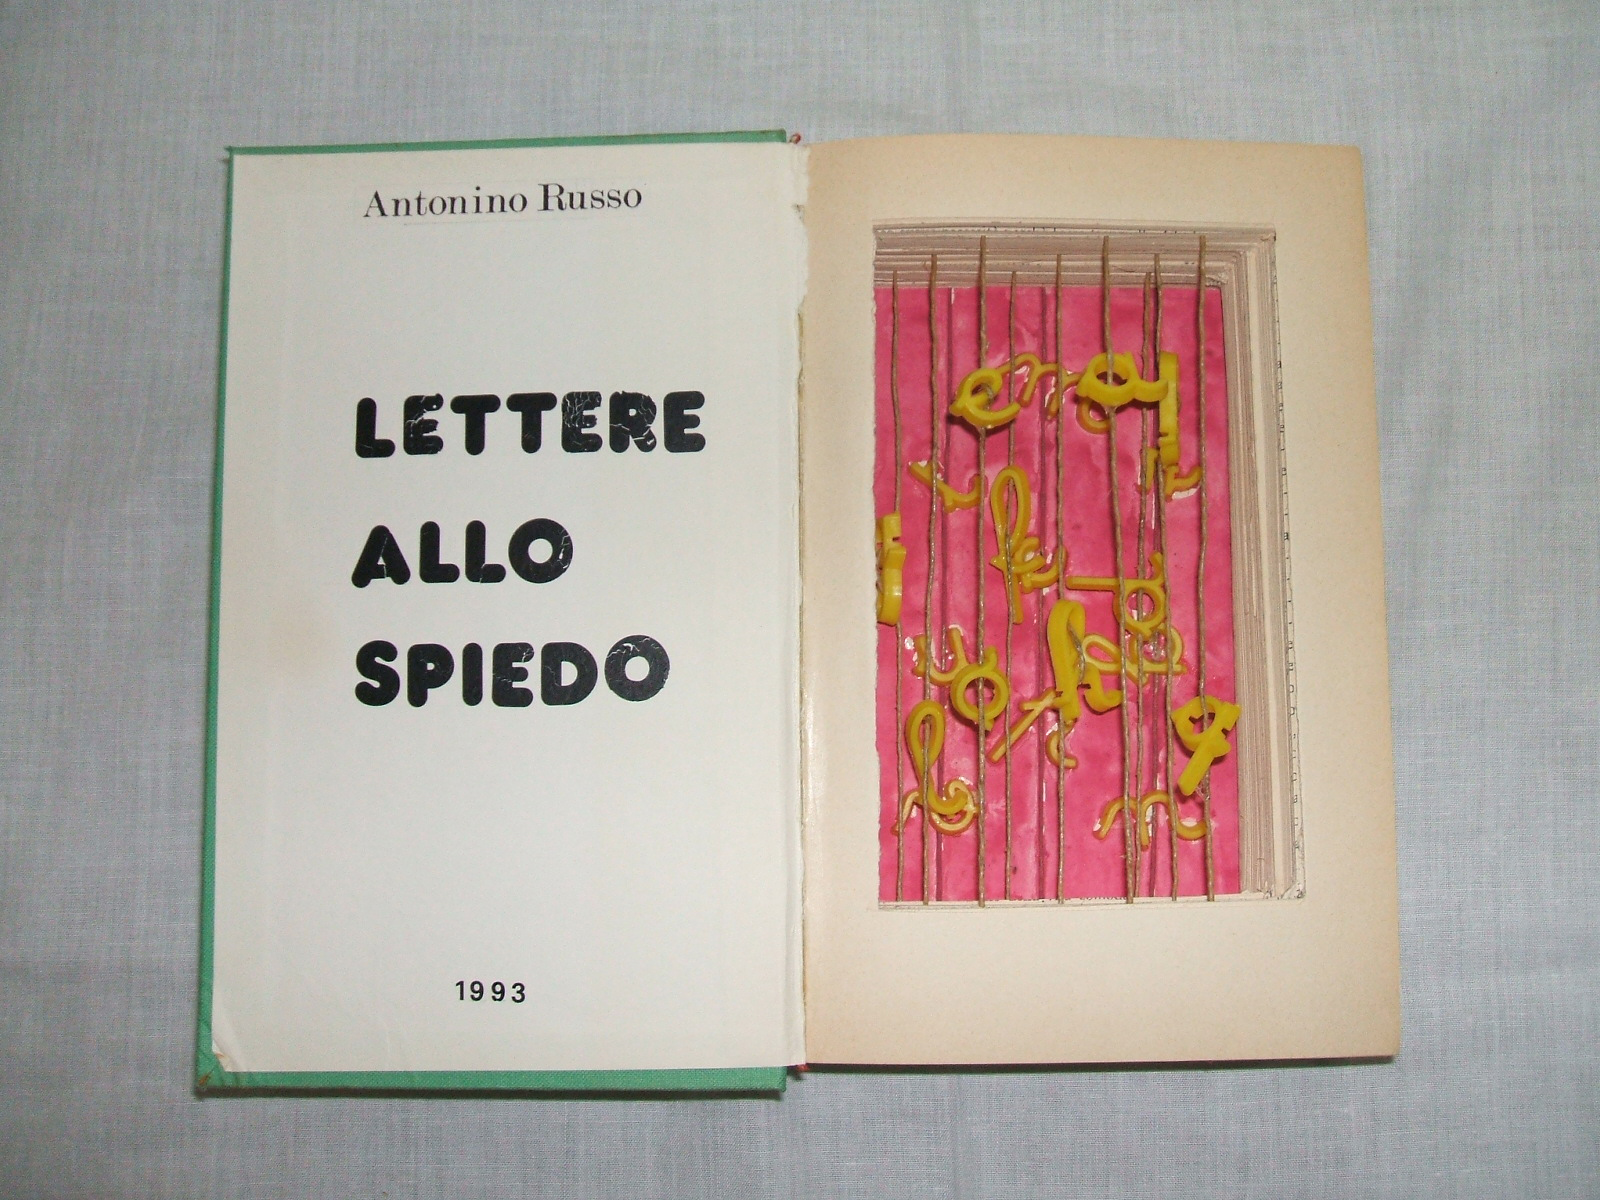 Antonino Russo
LETTERE
ALLO
SPIEDO
1993